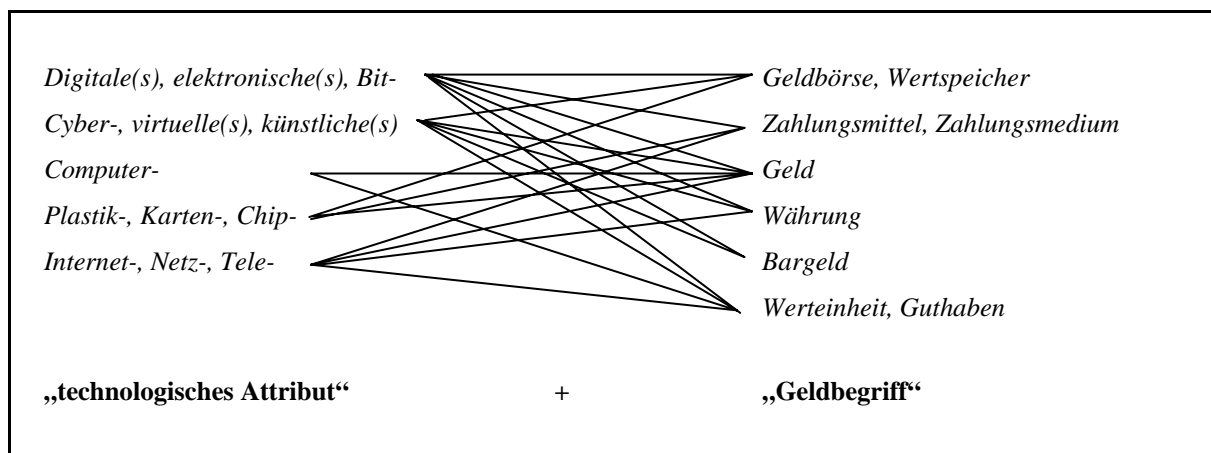 Digitale(s), elektronische(s), Bit- Geldbörse, Wertspeicher
Cyber-, virtuelle(s), künstliche(s) Zahlungsmittel, Zahlungsmedium
Computer- Geld
Plastik-, Karten-, Chip- Währung
Internet-, Netz-, Tele- Bargeld
Werteinheit, Guthaben
„technologisches Attribut“ + „Geldbegriff“